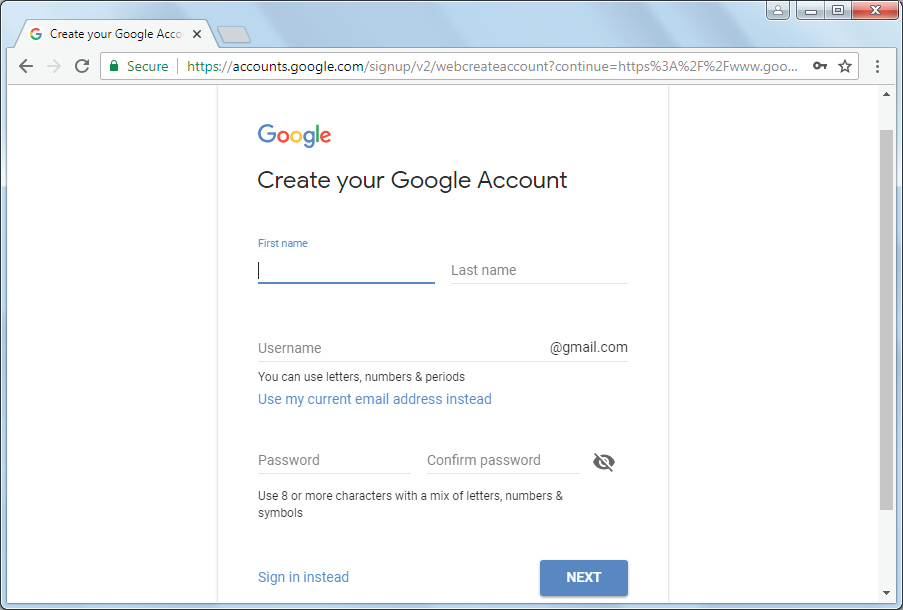 Create your Google Acco
Secure https://accounts.google.com/signup/v2/webcreateaccount?continue=https%3A%2F%2Fwww.goo...
Google
Create your Google Account
First name
Last name
Username @gmail.com
You can use letters, numbers & periods
Use my current email address instead
Password Confirm password
Use 8 or more characters with a mix of letters, numbers &
symbols
Sign in instead NEXT